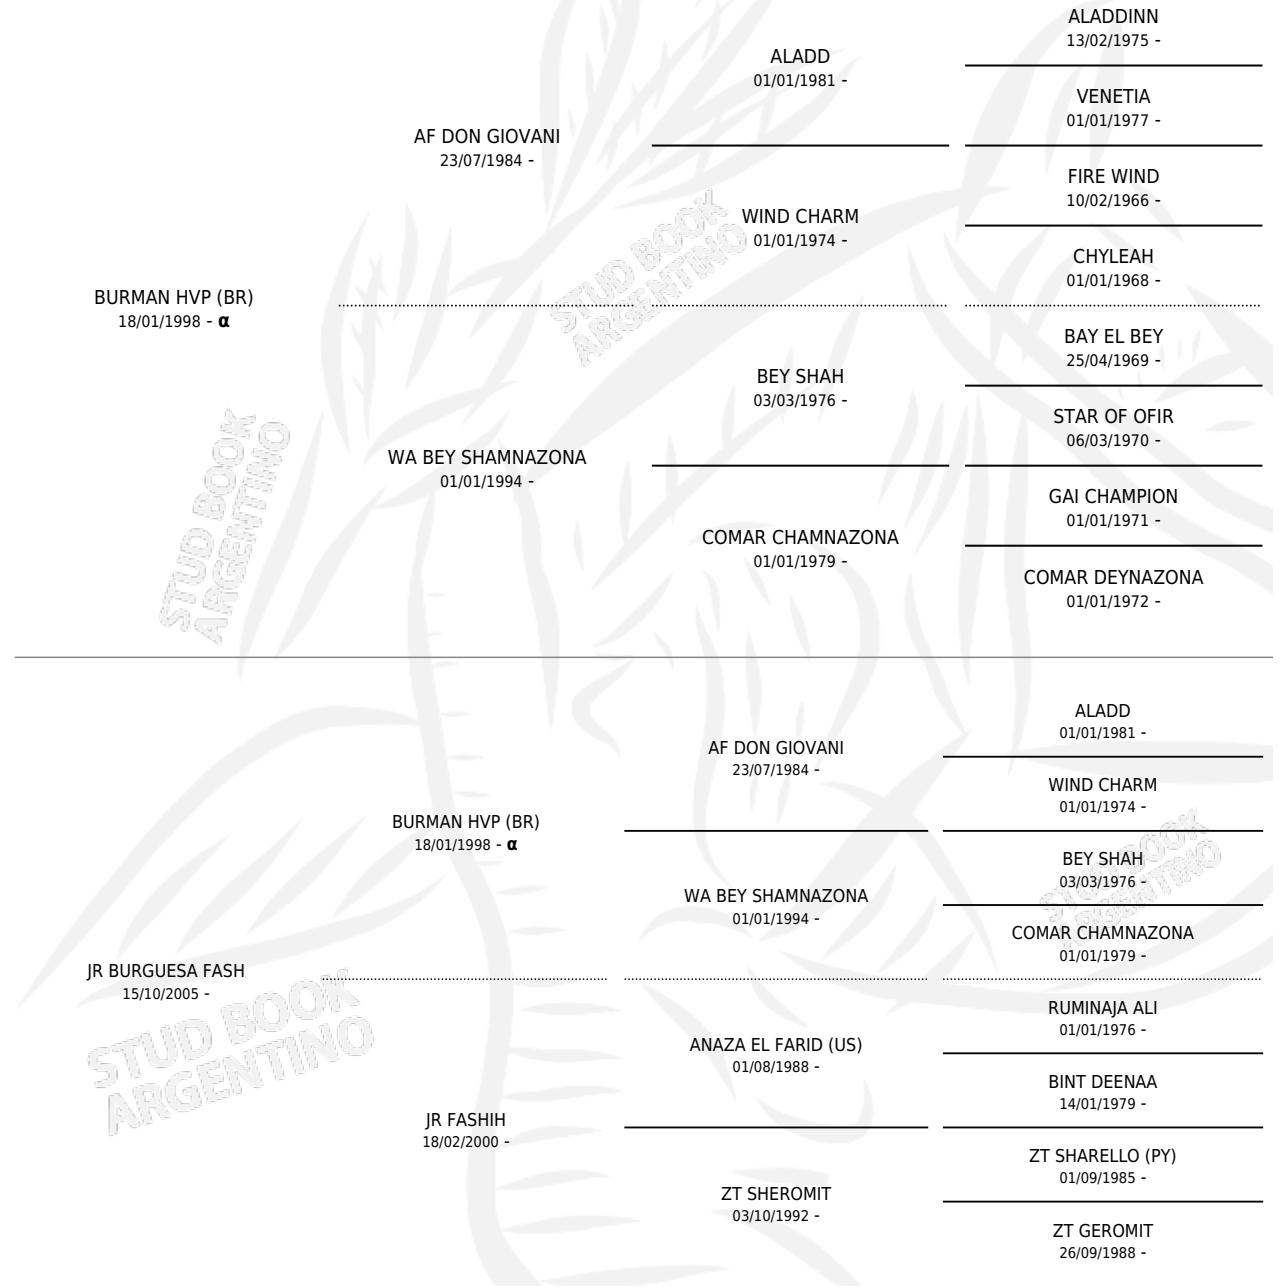 ALADDINN
13/02/1975 -
ALADD
01/01/1981 -
VENETIA
01/01/1977 -
AF DON GIOVANI
23/07/1984 -
FIRE WIND
10/02/1966 -
WIND CHARM
01/01/1974 -
CHYLEAH
01/01/1968 -
BURMAN HVP (BR)
18/01/1998 - α
BAY EL BEY
25/04/1969 -
BEY SHAH
03/03/1976 -
STAR OF OFIR
06/03/1970 -
WA BEY SHAMNAZONA
01/01/1994 -
GAI CHAMPION
01/01/1971 -
COMAR CHAMNAZONA
01/01/1979 -
COMAR DEYNAZONA
01/01/1972 -
STUD BOOK
ARGENTINO
STUD BOOK
ARGENTINO
ALADD
01/01/1981 -
AF DON GIOVANI
23/07/1984 -
WIND CHARM
01/01/1974 -
BURMAN HVP (BR)
18/01/1998 - α
BEY SHAH
03/03/1976 -
WA BEY SHAMNAZONA
01/01/1994 -
COMAR CHAMNAZONA
01/01/1979 -
JR BURGUESA FASH
15/10/2005 -
RUMINAJA ALI
01/01/1976 -
ANAZA EL FARID (US)
01/08/1988 -
BINT DEENAA
14/01/1979 -
JR FASHIH
18/02/2000 -
ZT SHARELLO (PY)
01/09/1985 -
ZT SHEROMIT
03/10/1992 -
ZT GEROMIT
26/09/1988 -
STUD BOOK
ARGENTINO
STUD BOOK
ARGENTINO